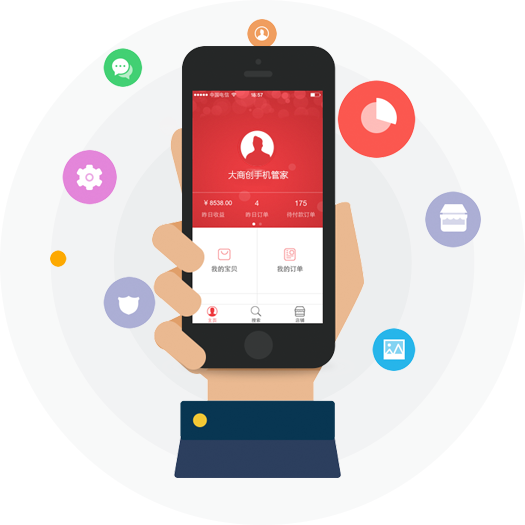 中国电信 16:57
大商创手机管家
¥ 8538.00 4 175
昨日收益 昨日订单 待付款订单
我的宝贝 我的订单
主页 搜索 店铺